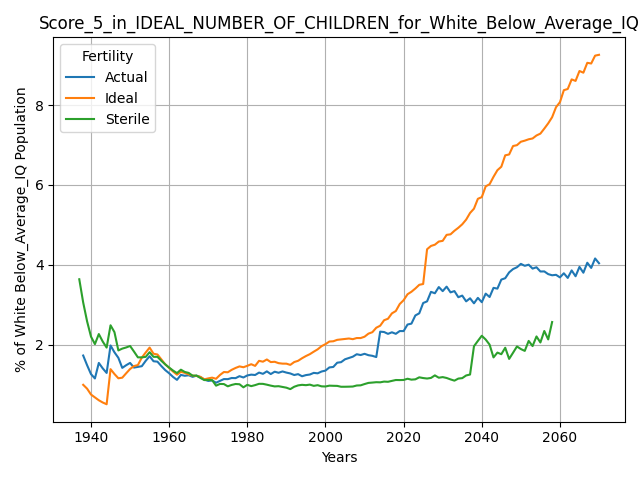 Score_5_in_IDEAL_NUMBER_OF_CHILDREN_for_White_Below_Average_IQ
Fertility
Actual
Ideal
Sterile
% of White Below_Average_IQ Population
8
6
4
2
1940 1960 1980 2000 2020 2040 2060
Years